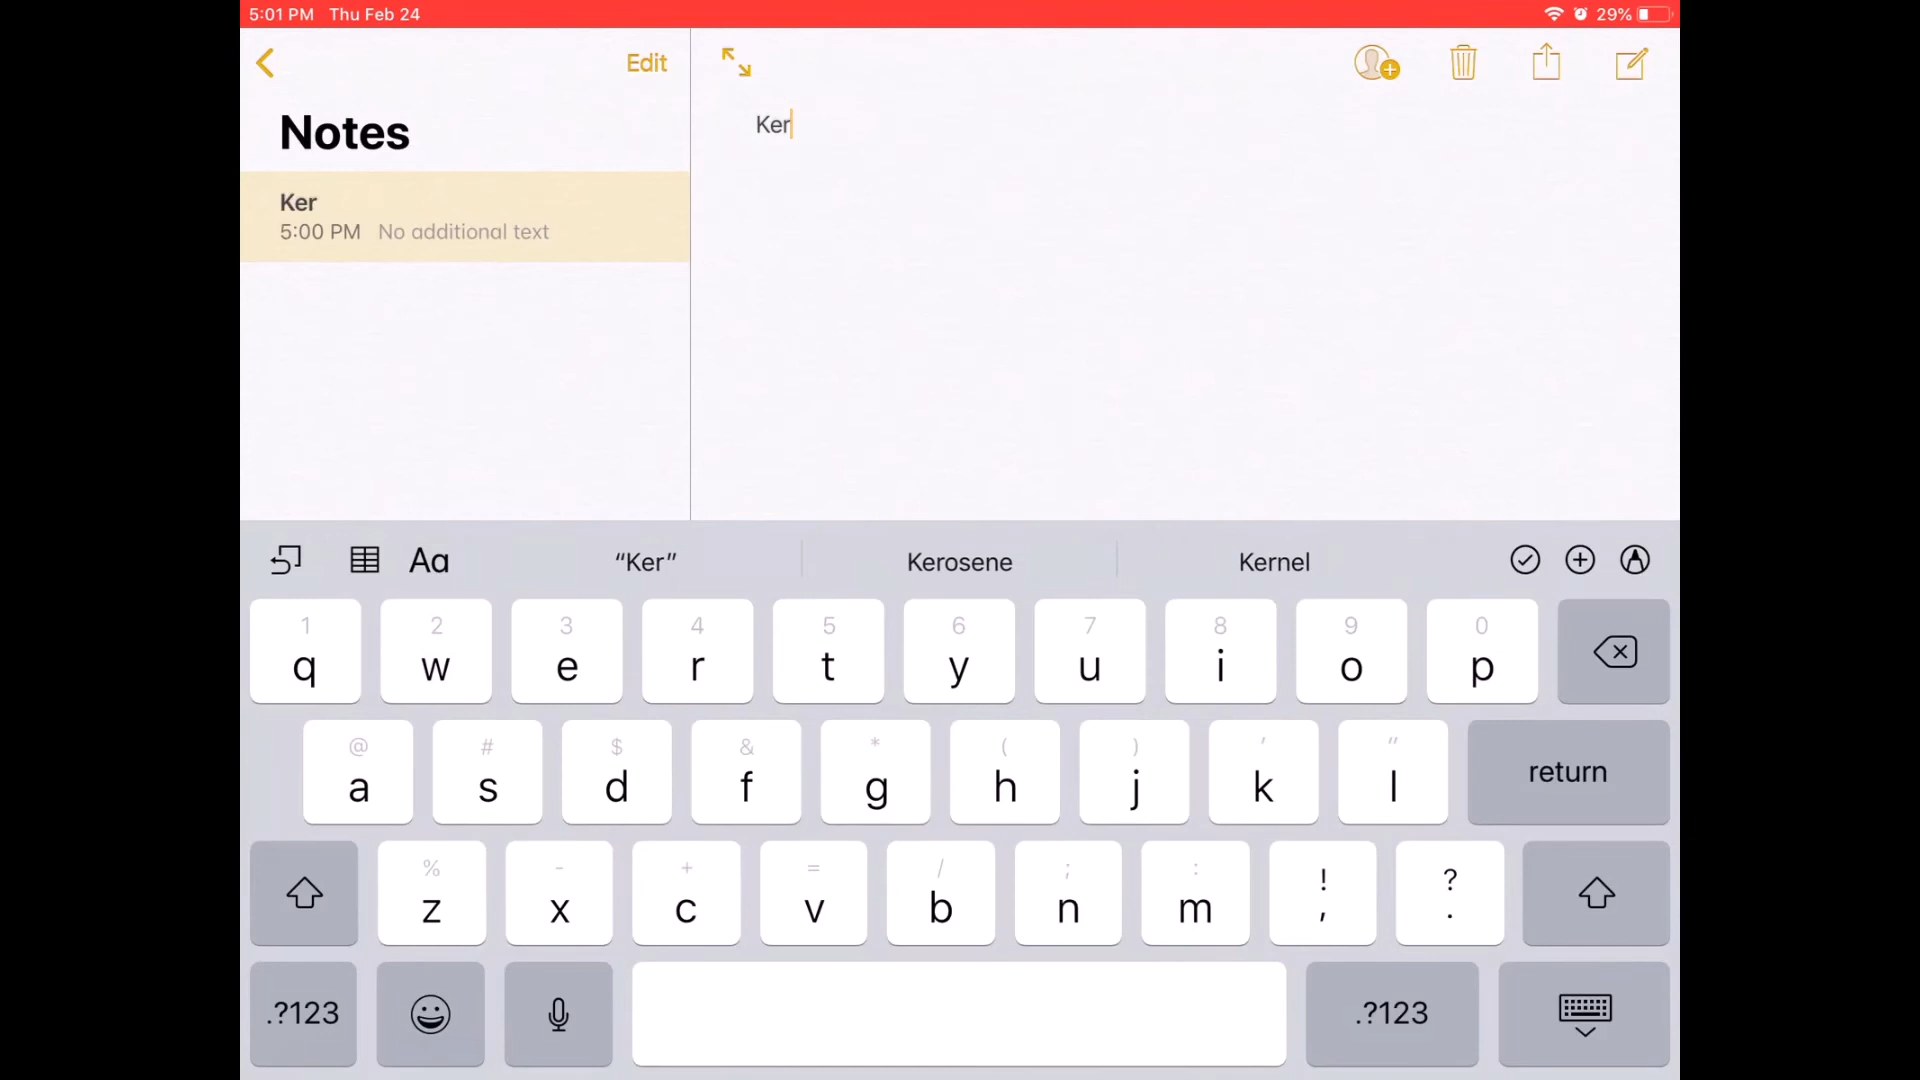 5:01 PM Thu Feb 24 29%
Edit
Notes
Ker
5:00 PM No additional text
Ker
Aa "Ker" Kerosene Kernel
1 2 3 4 5 6 7 8 9 0
q w e r t y u i o p
@ # $ & * ( ) ' "
a s d f g h j k l return
% - + = / ; : ! ?
z x c v b n m , .
.?123 .?123